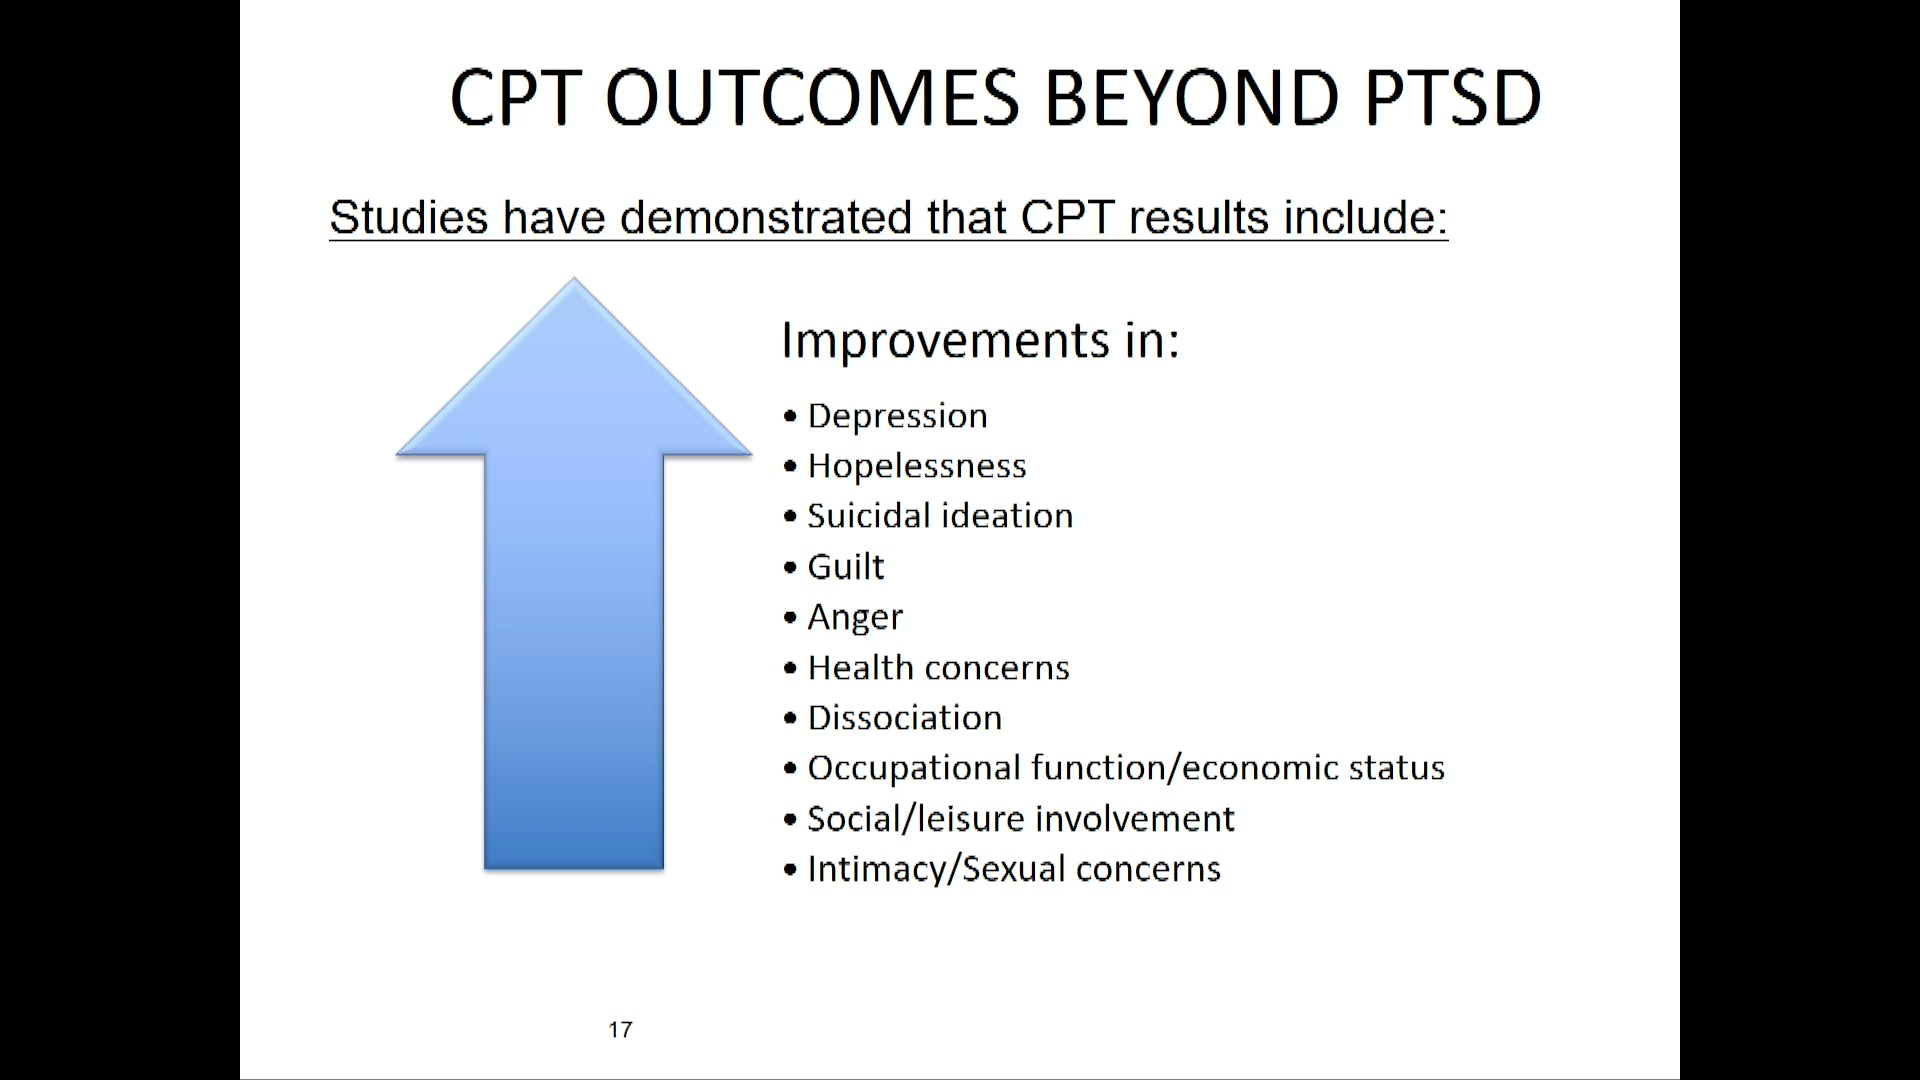 CPT OUTCOMES BEYOND PTSD
Studies have demonstrated that CPT results include:
Improvements in:
• Depression
• Hopelessness
• Suicidal ideation
• Guilt
• Anger
• Health concerns
• Dissociation
• Occupational function/economic status
• Social/leisure involvement
• Intimacy/Sexual concerns
17